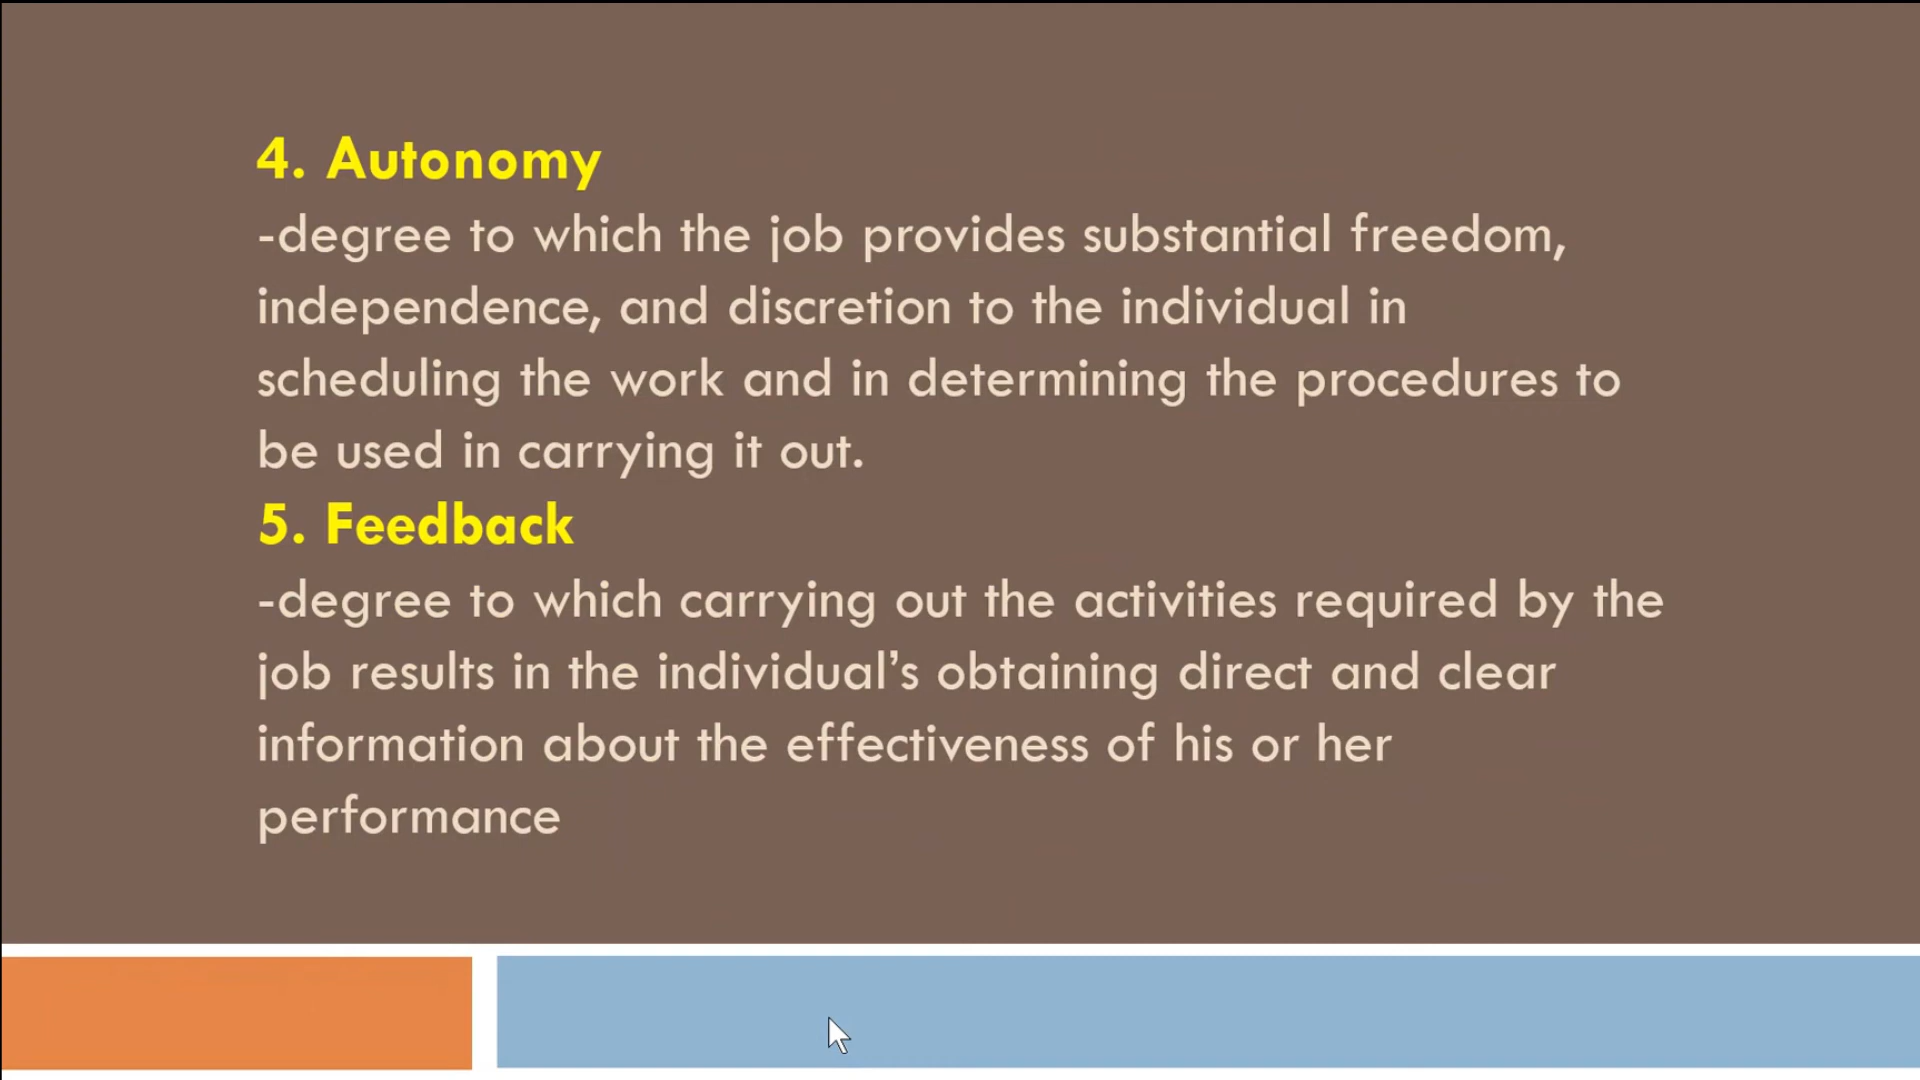 4. Autonomy
-degree to which the job provides substantial freedom,
independence, and discretion to the individual in
scheduling the work and in determining the procedures to
be used in carrying it out.
5. Feedback
-degree to which carrying out the activities required by the
job results in the individual’s obtaining direct and clear
information about the effectiveness of his or her
performance